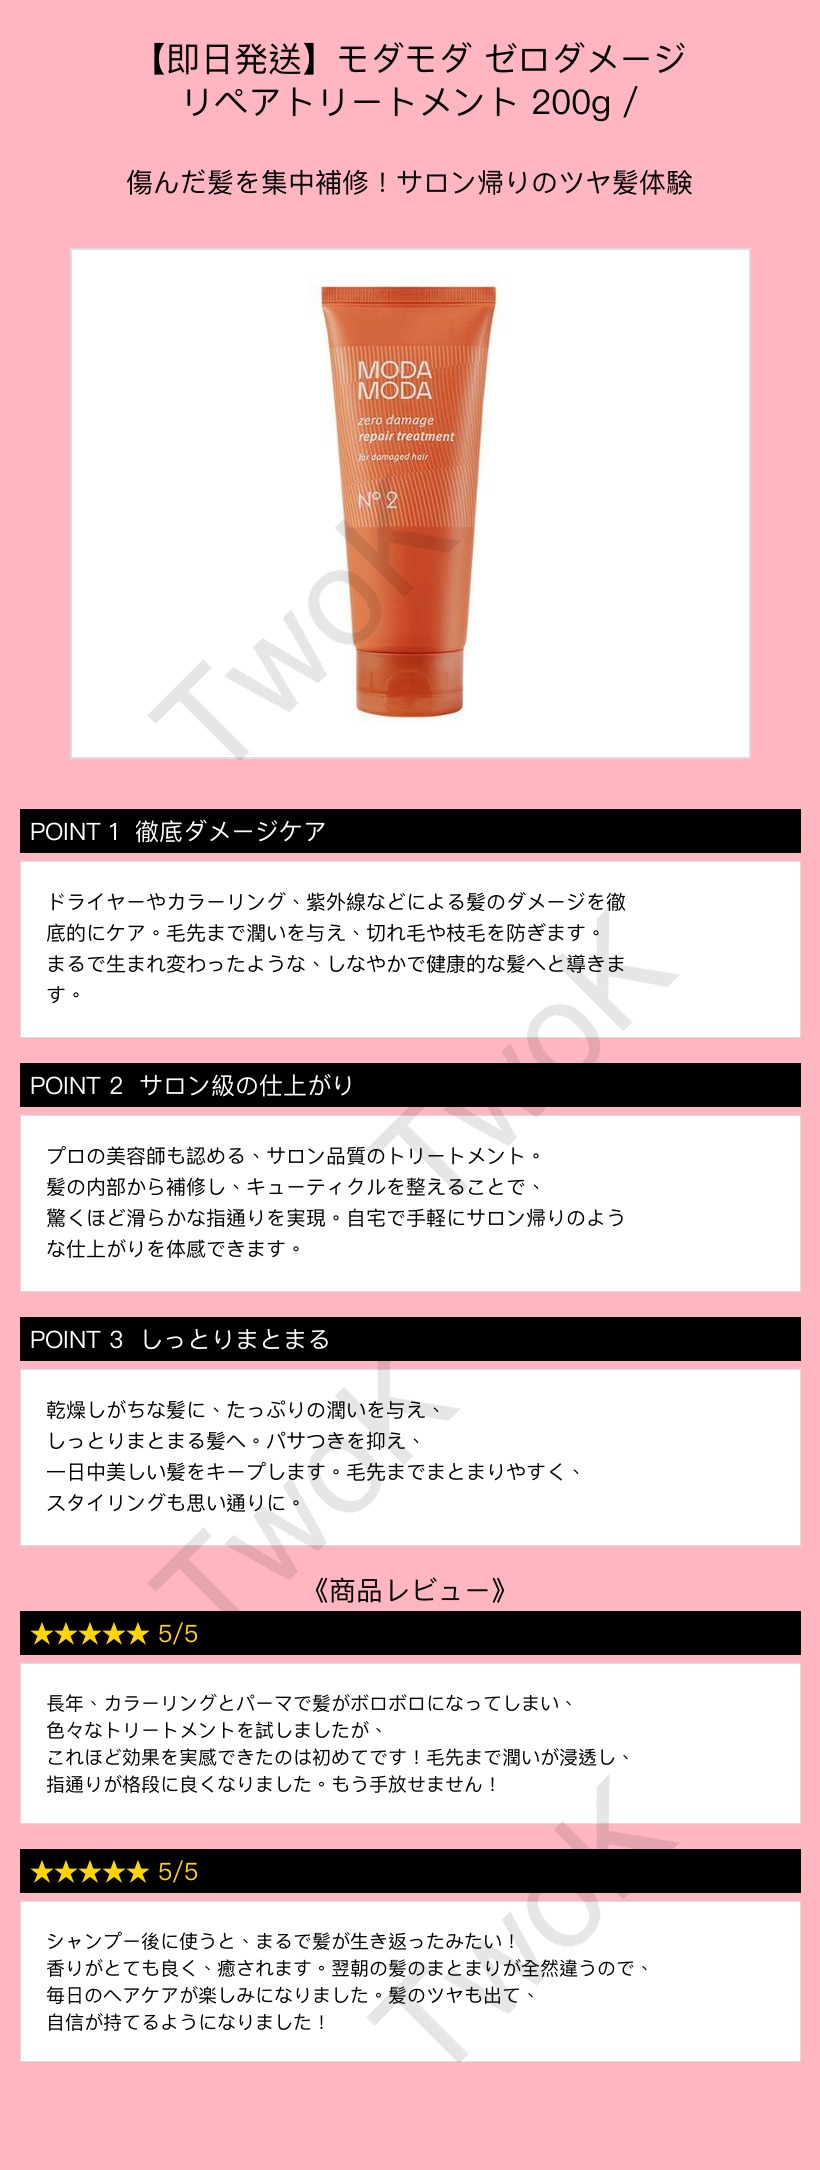 【即日発送】モダモダ ゼロダメージ
リペアトリートメント 200g /
傷んだ髪を集中補修！サロン帰りのツヤ髪体験
MODA
MODA
zero damage
repair treatment
for damaged hair
Nº 2
TwoK
POINT 1 徹底ダメージケア
ドライヤーやカラーリング、紫外線などによる髪のダメージを徹
底的にケア。毛先まで潤いを与え、切れ毛や枝毛を防ぎます。
まるで生まれ変わったような、しなやかで健康的な髪へと導きま
す。
TwoK
POINT 2 サロン級の仕上がり
プロの美容師も認める、サロン品質のトリートメント。
髪の内部から補修し、キューティクルを整えることで、
驚くほど滑らかな指通りを実現。自宅で手軽にサロン帰りのよう
な仕上がりを体感できます。
POINT 3 しっとりまとまる
乾燥しがちな髪に、たっぷりの潤いを与え、
しっとりまとまる髪へ。パサつきを抑え、
一日中美しい髪をキープします。毛先までまとまりやすく、
スタイリングも思い通りに。
TwoK
《商品レビュー》
★★★★★ 5/5
長年、カラーリングとパーマで髪がボロボロになってしまい、
色々なトリートメントを試しましたが、
これほど効果を実感できたのは初めてです！毛先まで潤いが浸透し、
指通りが格段に良くなりました。もう手放せません！
★★★★★ 5/5
シャンプー後に使うと、まるで髪が生き返ったみたい！
香りがとても良く、癒されます。翌朝の髪のまとまりが全然違うので、
毎日のヘアケアが楽しみになりました。髪のツヤも出て、
自信が持てるようになりました！
TwoK